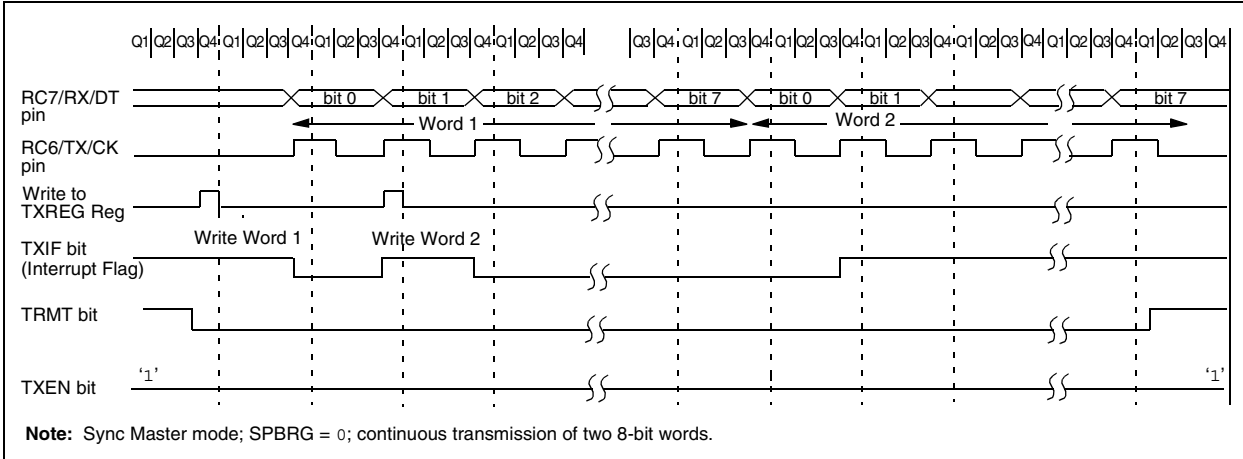 Q1 Q2 Q3 Q4 Q1 Q2 Q3 Q4 Q1 Q2 Q3 Q4 Q1 Q2 Q3 Q4 Q1 Q2 Q3 Q4 Q3 Q4 Q1 Q2 Q3 Q4 Q1 Q2 Q3 Q4 Q1 Q2 Q3 Q4 Q1 Q2 Q3 Q4 Q1 Q2 Q3 Q4
RC7/RX/DT
pin
bit 0 bit 1 bit 2 bit 7 bit 0 bit 1 bit 7
Word 1 Word 2
RC6/TX/CK
pin
Write to
TXREG Reg
Write Word 1 Write Word 2
TXIF bit
(Interrupt Flag)
TRMT bit
TXEN bit
‘1’ ‘1’
Note: Sync Master mode; SPBRG = 0; continuous transmission of two 8-bit words.